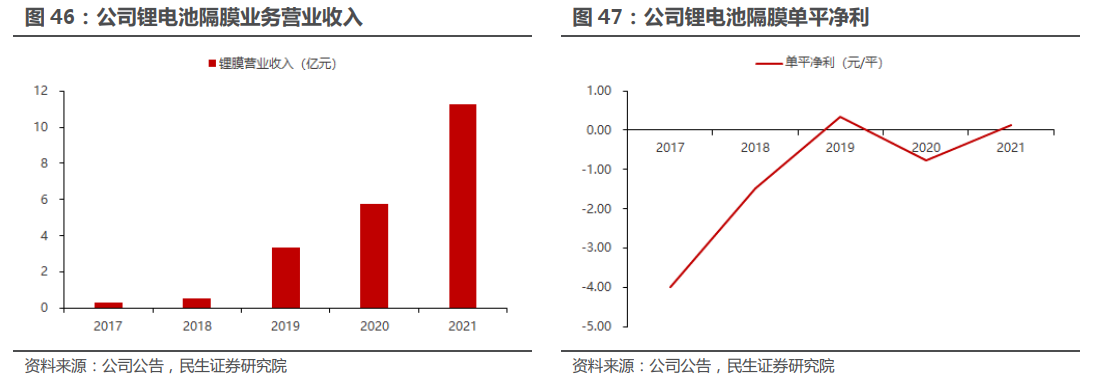 图 46：公司锂电池隔膜业务营业收入
锂膜营业收入（亿元）
12
10
8
6
4
2
0
2017 2018 2019 2020 2021
资料来源：公司公告，民生证券研究院
图 47：公司锂电池隔膜单平净利
单平净利（元/平）
1.00
0.00
-1.00
-2.00
-3.00
-4.00
-5.00
2017 2018 2019 2020 2021
资料来源：公司公告，民生证券研究院